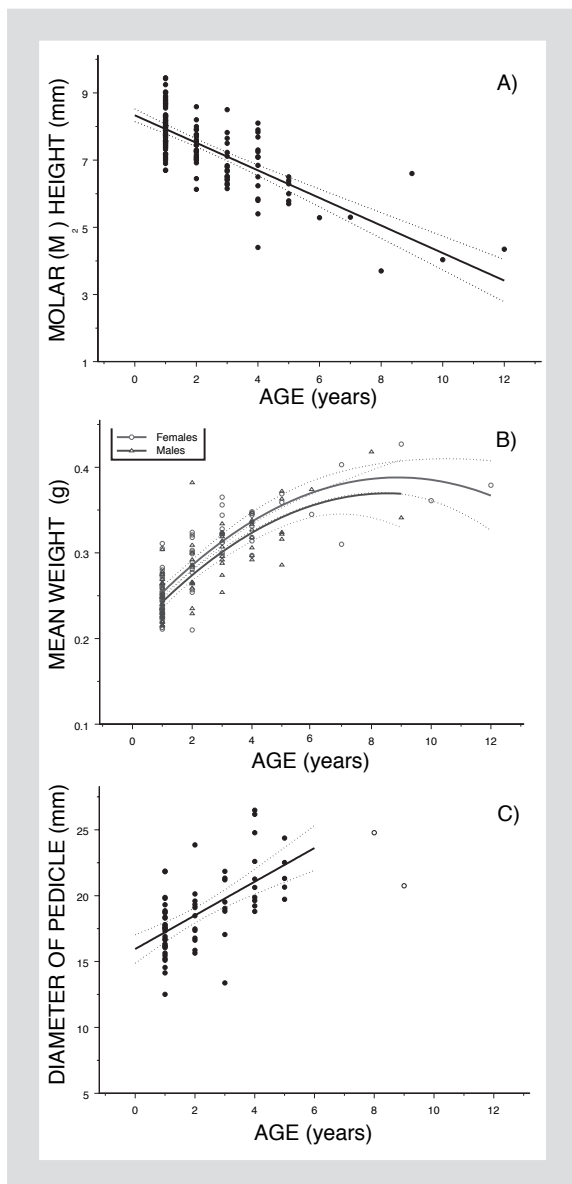 A)
MOLAR (M₂) HEIGHT (mm)
9
7
5
3
1
0 2 4 6 8 10 12
AGE (years)
B)
Females
Males
MEAN WEIGHT (g)
0.4
0.3
0.2
0.1
0 2 4 6 8 10 12
AGE (years)
C)
DIAMETER OF PEDICLE (mm)
25
20
15
10
5
0 2 4 6 8 10 12
AGE (years)